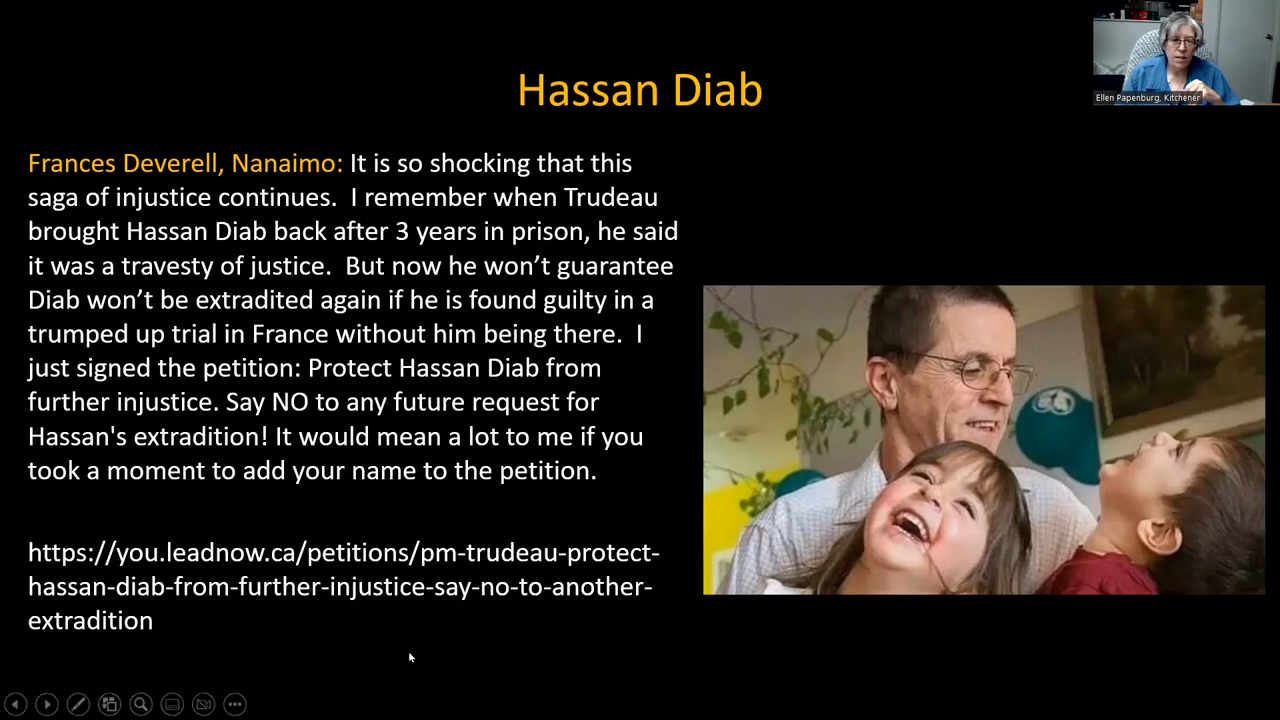 Hassan Diab
Ellen Papenburg, Kitchener
Frances Deverell, Nanaimo: It is so shocking that this
saga of injustice continues.  I remember when Trudeau
brought Hassan Diab back after 3 years in prison, he said
it was a travesty of justice.  But now he won’t guarantee
Diab won’t be extradited again if he is found guilty in a
trumped up trial in France without him being there.  I
just signed the petition: Protect Hassan Diab from
further injustice. Say NO to any future request for
Hassan's extradition! It would mean a lot to me if you
took a moment to add your name to the petition.
https://you.leadnow.ca/petitions/pm-trudeau-protect-
hassan-diab-from-further-injustice-say-no-to-another-
extradition